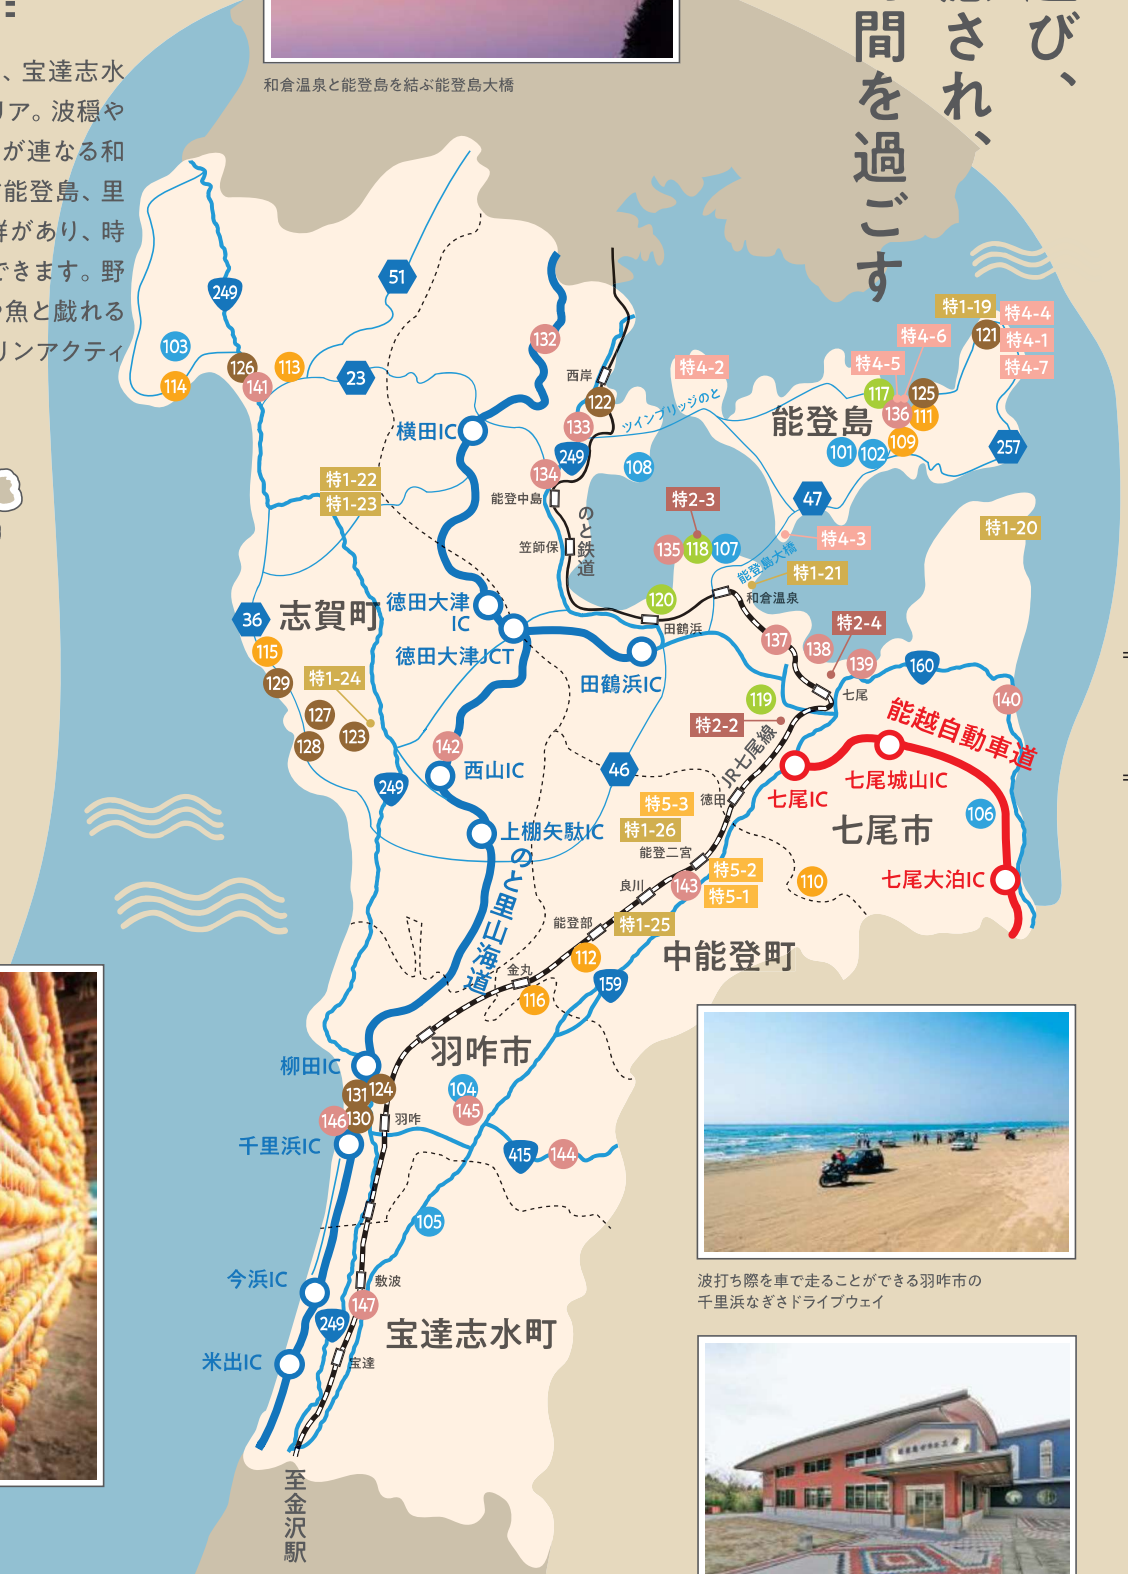 び、
され、
間を過ごす
、宝達志水
リア。波穏や
が連なる和
能登島、里
群があり、時
できます。野
や魚と戯れる
リンアクティ
和倉温泉と能登島を結ぶ能登島大橋
249
51
23
103
114
126
141
113
132
西岸
122
133
249
134
横田IC
能登中島
笠師保
のと鉄道
ツインブリッジのと
特4-2
108
特1-19
特4-4
特4-6
121
特4-1
特4-5
特4-7
117
125
136
111
能登島
109
101
102
257
47
特1-22
特1-23
特2-3
特4-3
135
118
107
能登島大橋
特1-20
特1-21
和倉温泉
120
田鶴浜
36
志賀町
徳田大津
IC
徳田大津JCT
田鶴浜IC
137
特2-4
138
139
160
七尾
140
115
129
特1-24
127
123
128
119
特2-2
JR七尾線
能越自動車道
142
西山IC
46
249
七尾IC
七尾城山IC
徳田
特5-3
特1-26
七尾市
106
上棚矢駄IC
能登二宮
特5-2
特5-1
143
110
七尾大泊IC
良川
能登部
特1-25
中能登町
のと里山海道
112
金丸
116
159
羽咋市
柳田IC
131
124
146
130
104
145
羽咋
千里浜IC
415
144
105
今浜IC
敷波
147
249
宝達志水町
米出IC
宝達
至金沢駅
波打ち際を車で走ることができる羽咋市の
千里浜なぎさドライブウェイ